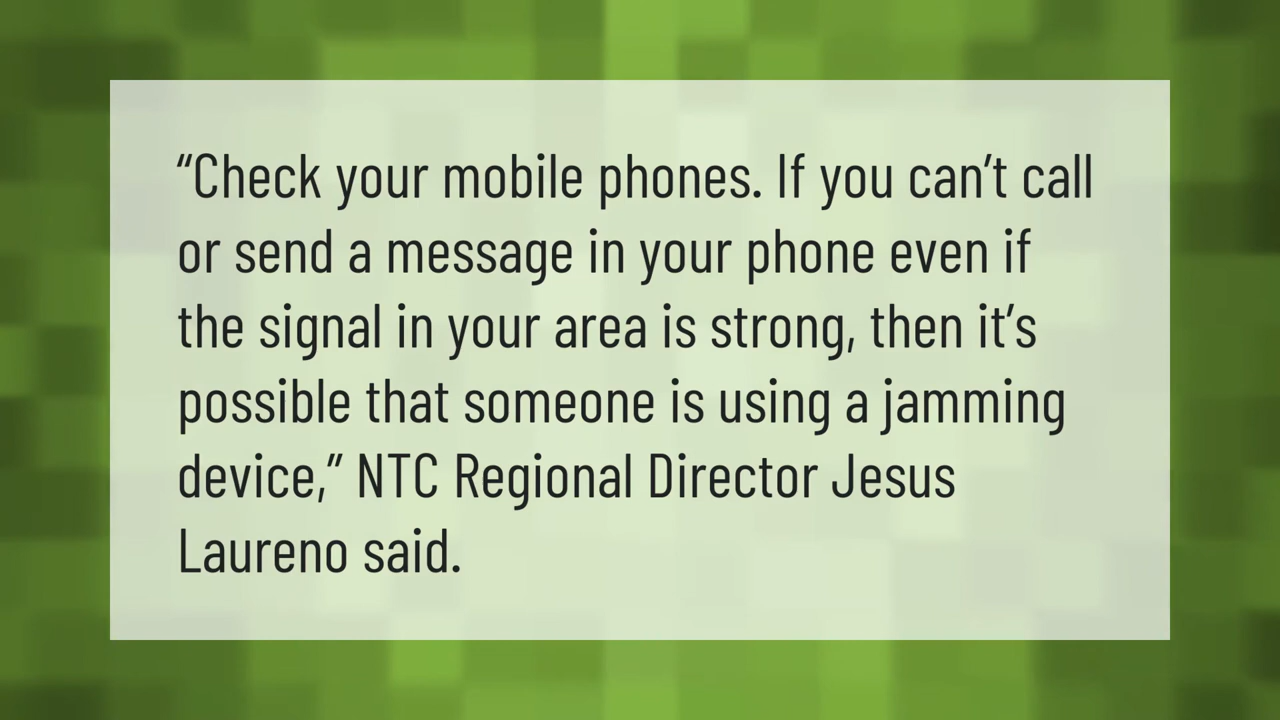 “Check your mobile phones. If you can’t call
or send a message in your phone even if
the signal in your area is strong, then it’s
possible that someone is using a jamming
device,” NTC Regional Director Jesus
Laureno said.